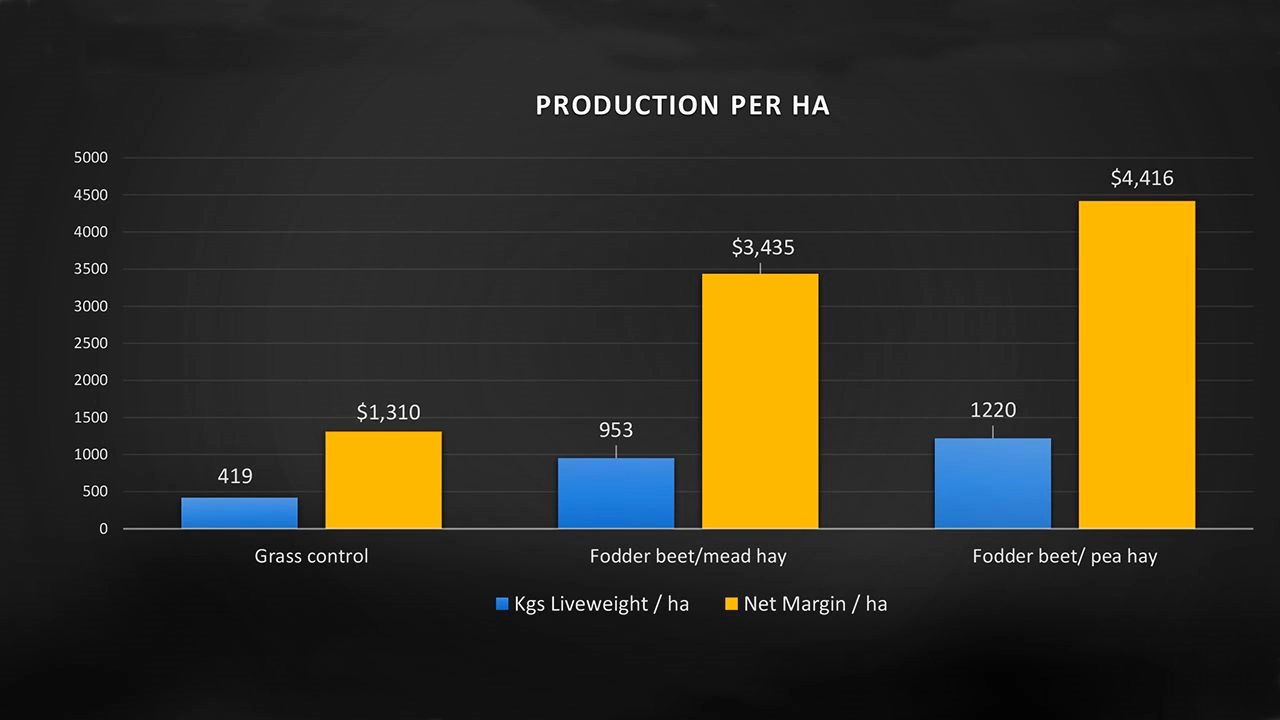 PRODUCTION PER HA
5000
4500
4000
3500
3000
2500
2000
1500
1000
500
0
419
$1,310
953
$3,435
1220
$4,416
Grass control
Fodder beet/mead hay
Fodder beet/ pea hay
Kgs Liveweight / ha
Net Margin / ha